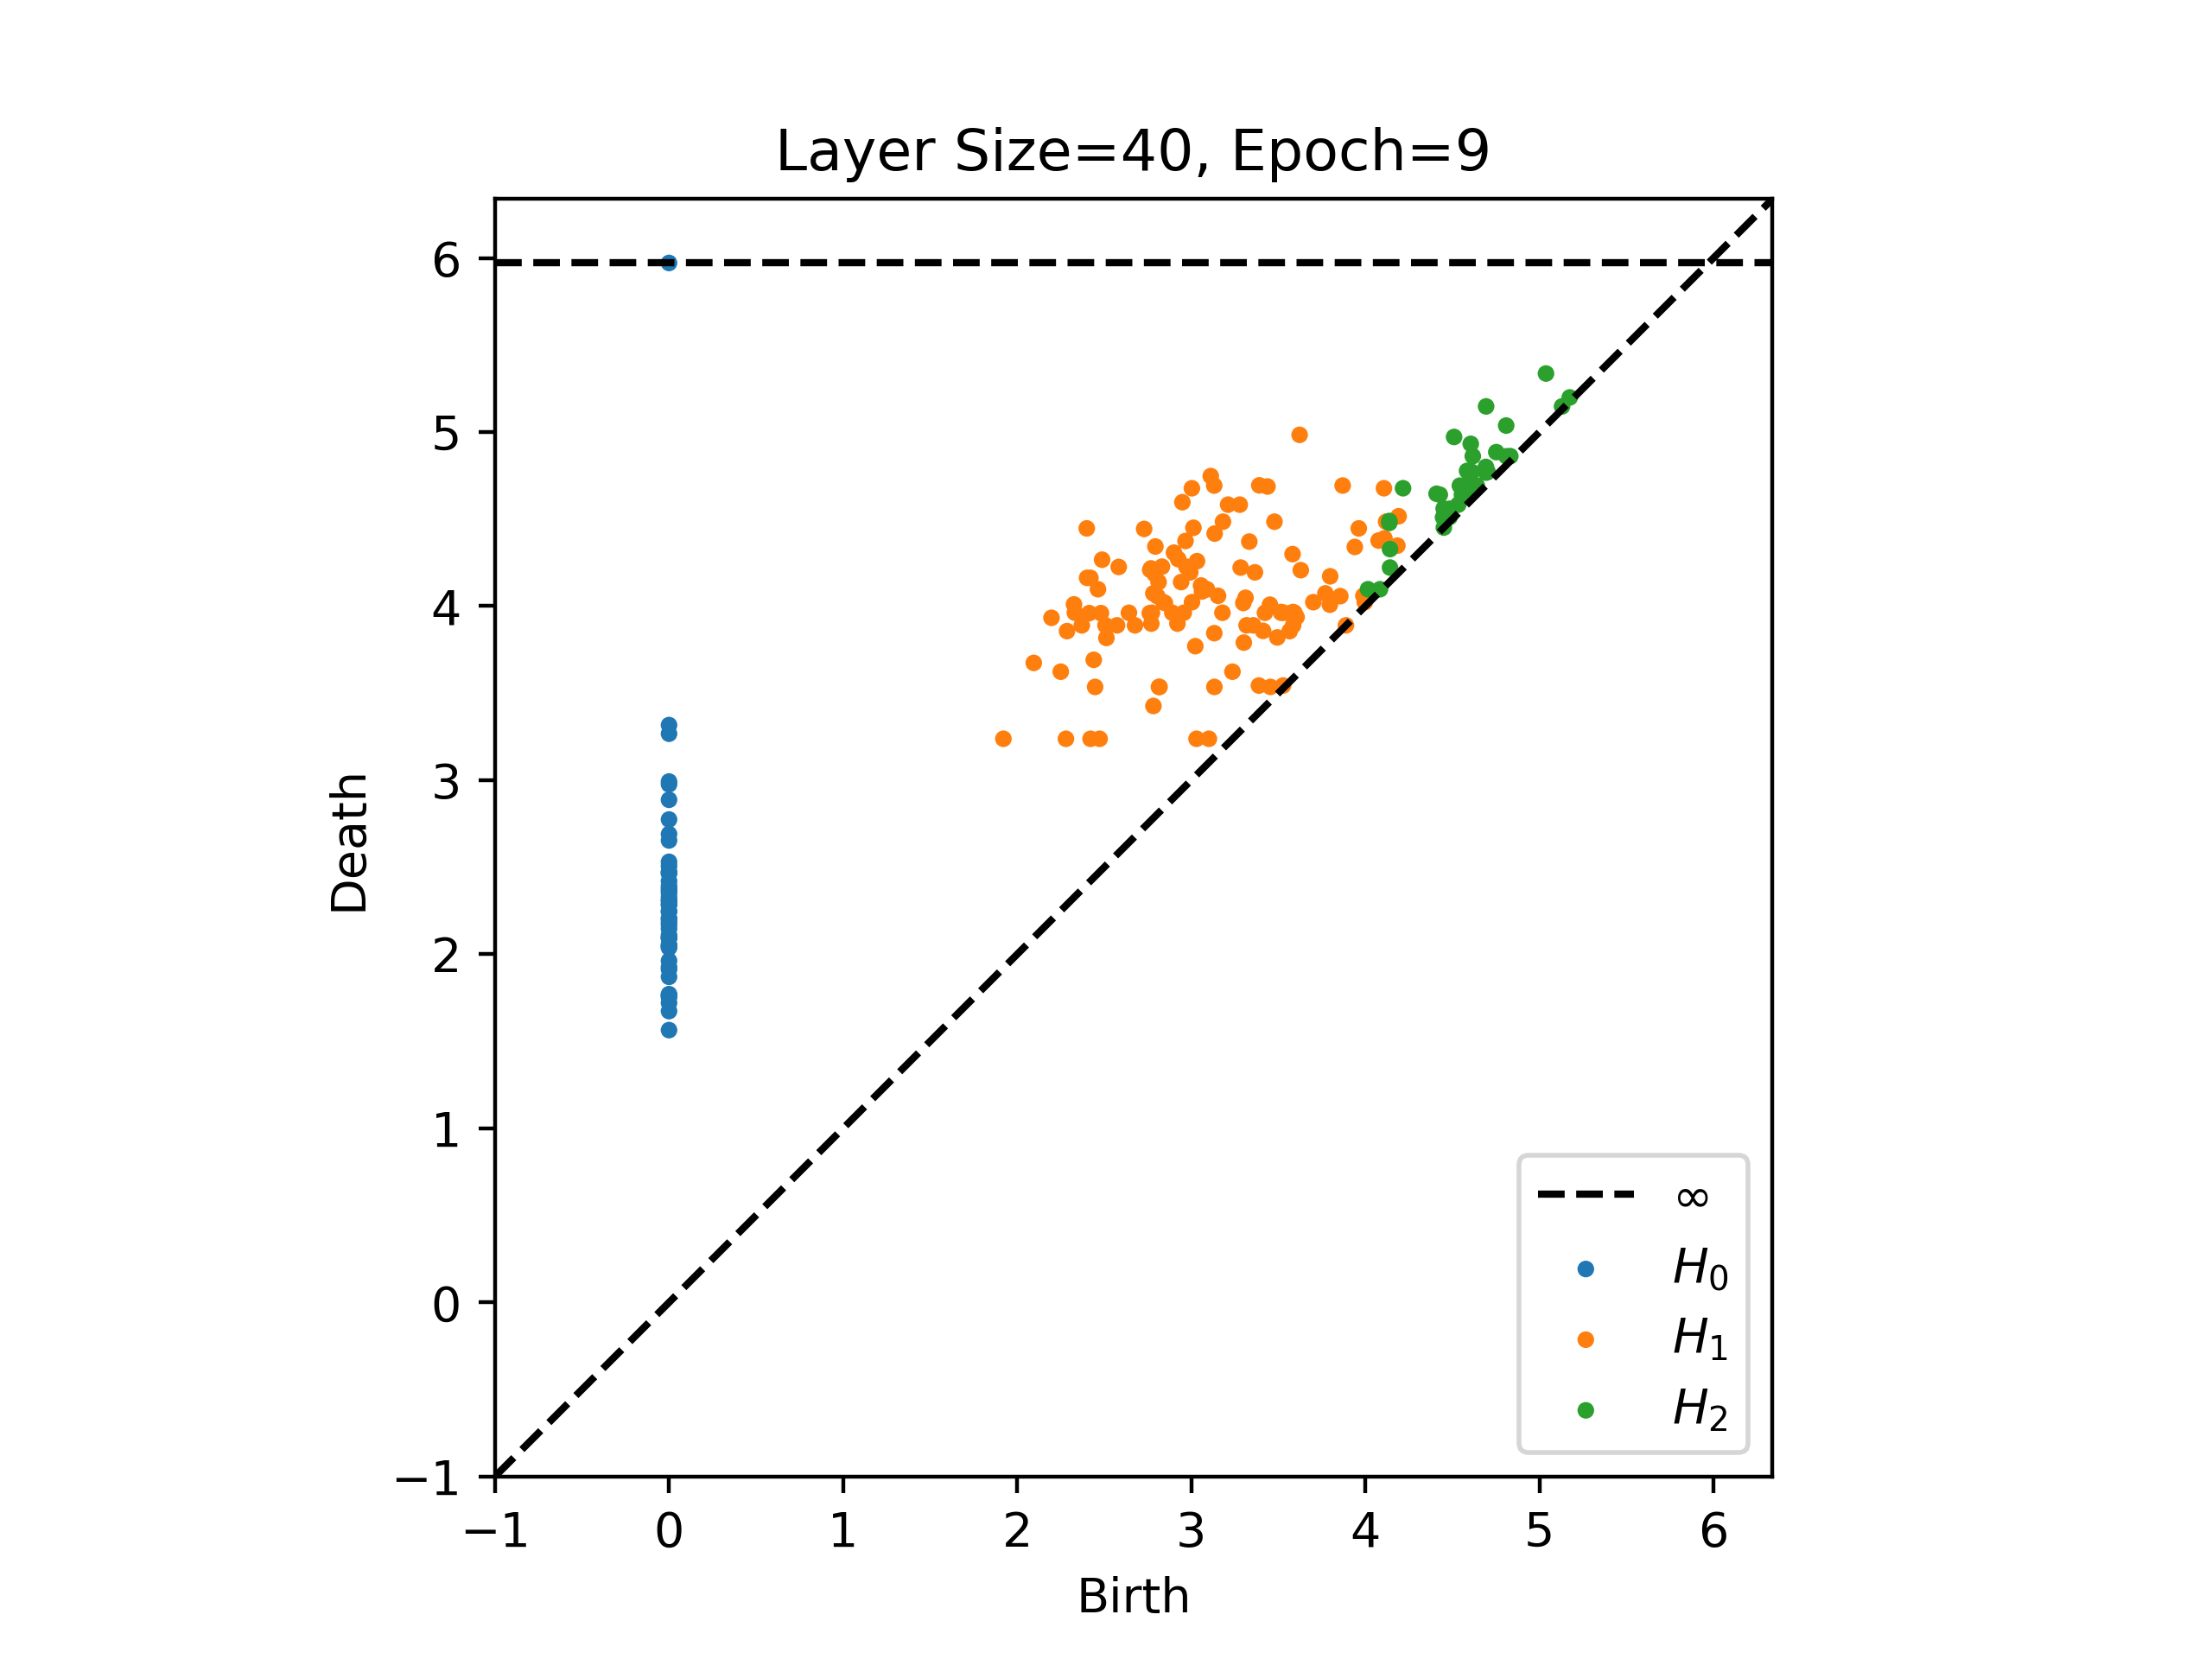 Layer Size=40, Epoch=9
6
5
4
3
2
1
0
−1
Death
−1 0 1 2 3 4 5 6
Birth
∞
H₀
H₁
H₂